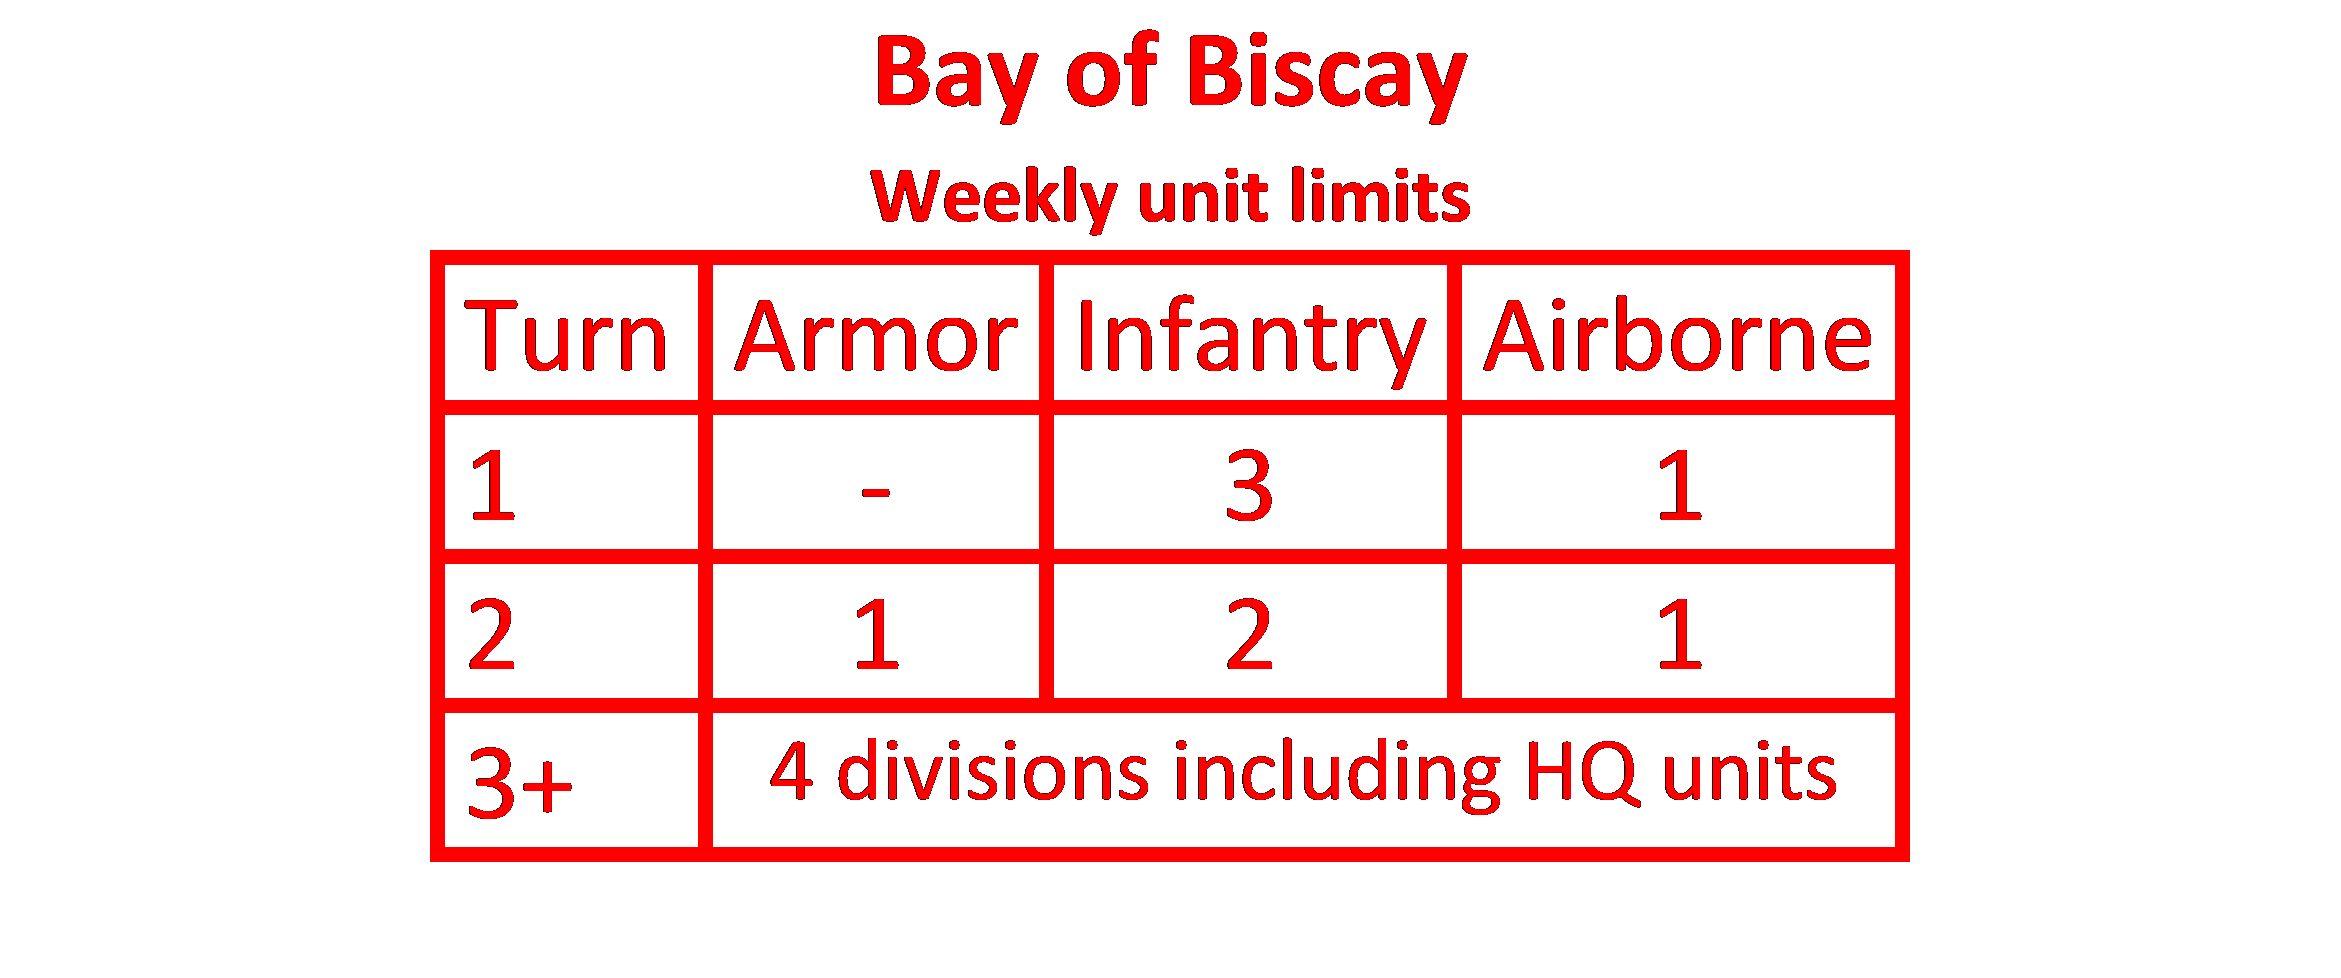 Bay of Biscay
Weekly unit limits
Turn Armor Infantry Airborne
1 - 3 1
2 1 2 1
3+ 4 divisions including HQ units